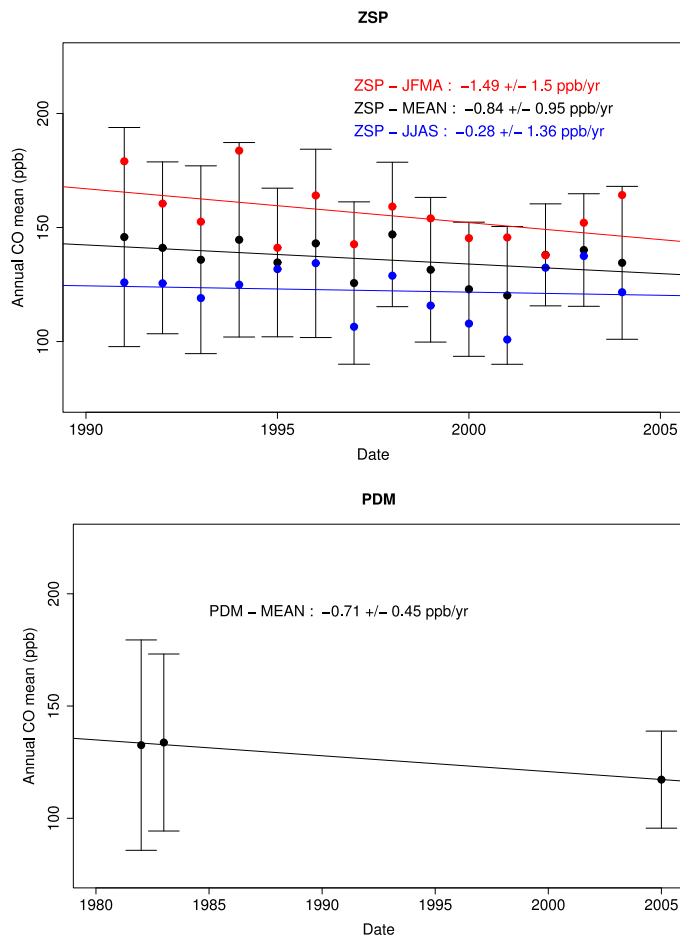 ZSP
ZSP − JFMA : −1.49 +/− 1.5 ppb/yr
ZSP − MEAN : −0.84 +/− 0.95 ppb/yr
ZSP − JJAS : −0.28 +/− 1.36 ppb/yr
Annual CO mean (ppb)
200
150
100
1990 1995 2000 2005
Date
PDM
PDM − MEAN : −0.71 +/− 0.45 ppb/yr
Annual CO mean (ppb)
200
150
100
1980 1985 1990 1995 2000 2005
Date